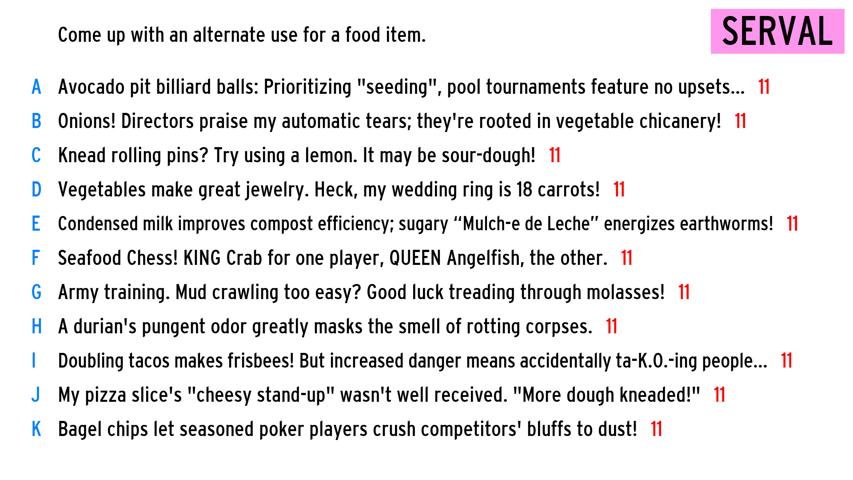 Come up with an alternate use for a food item.
SERVAL
A Avocado pit billiard balls: Prioritizing "seeding", pool tournaments feature no upsets... 11
B Onions! Directors praise my automatic tears; they're rooted in vegetable chicanery! 11
C Knead rolling pins? Try using a lemon. It may be sour-dough! 11
D Vegetables make great jewelry. Heck, my wedding ring is 18 carrots! 11
E Condensed milk improves compost efficiency; sugary “Mulch-e de Leche” energizes earthworms! 11
F Seafood Chess! KING Crab for one player, QUEEN Angelfish, the other. 11
G Army training. Mud crawling too easy? Good luck treading through molasses! 11
H A durian's pungent odor greatly masks the smell of rotting corpses. 11
I Doubling tacos makes frisbees! But increased danger means accidentally ta-K.O.-ing people... 11
J My pizza slice's "cheesy stand-up" wasn't well received. "More dough kneaded!" 11
K Bagel chips let seasoned poker players crush competitors' bluffs to dust! 11